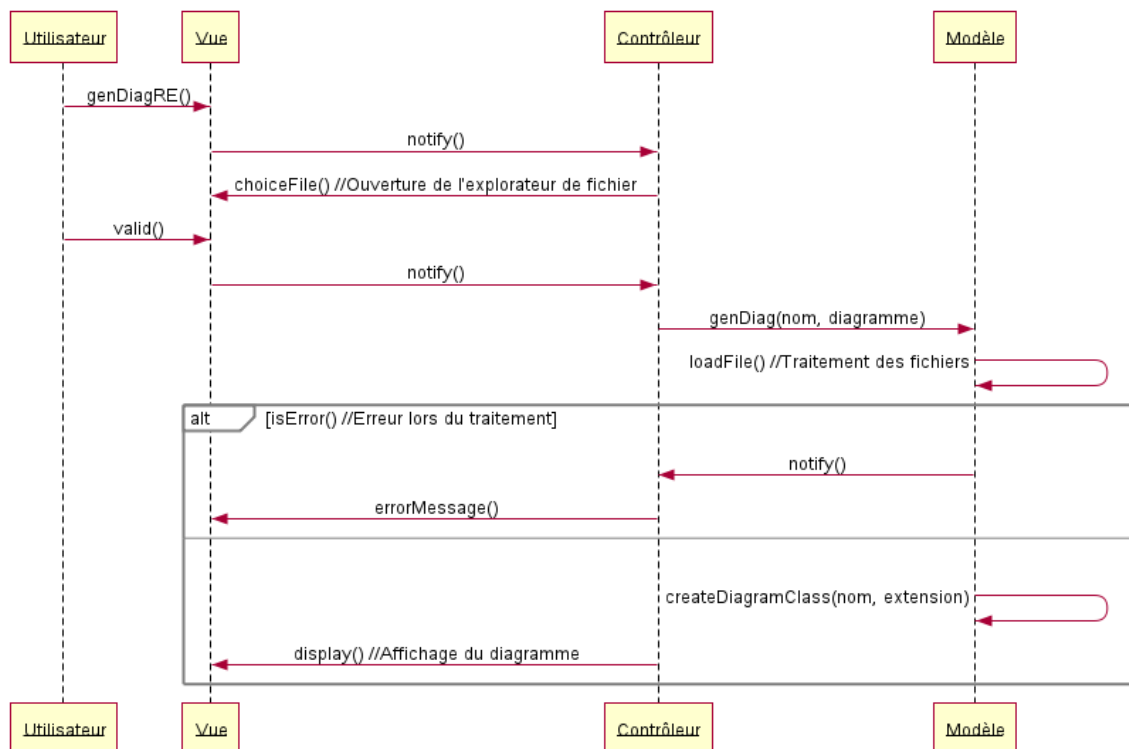 Utilisateur
Vue
Contrôleur
Modèle
genDiagRE()
notify()
choiceFile() //Ouverture de l'explorateur de fichier
valid()
notify()
genDiag(nom, diagramme)
loadFile() //Traitement des fichiers
alt
[isError() //Erreur lors du traitement]
notify()
errorMessage()
createDiagramClass(nom, extension)
display() //Affichage du diagramme
Utilisateur
Vue
Contrôleur
Modèle